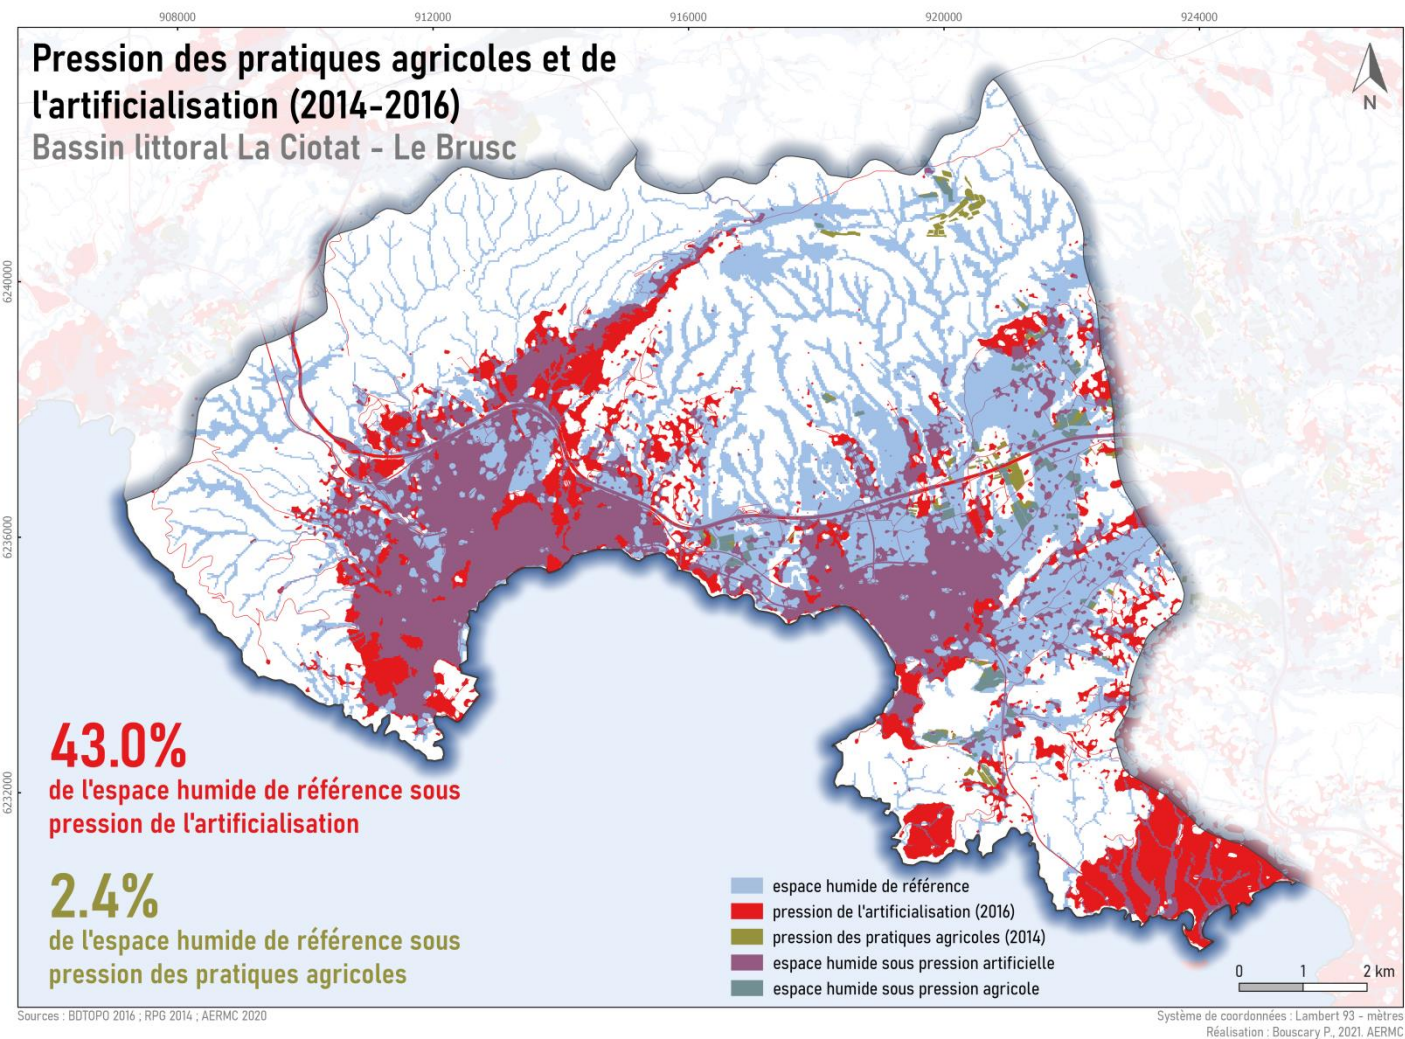 908000
912000
916000
920000
924000
Pression des pratiques agricoles et de
l'artificialisation (2014-2016)
Bassin littoral La Ciotat - Le Brusc
N
6240000
6236000
6232000
43.0%
de l'espace humide de référence sous
pression de l'artificialisation
2.4%
de l'espace humide de référence sous
pression des pratiques agricoles
espace humide de référence
pression de l'artificialisation (2016)
pression des pratiques agricoles (2014)
espace humide sous pression artificielle
espace humide sous pression agricole
0 1 2 km
Sources : BDTOPO 2016 ; RPG 2014 ; AERMC 2020
Système de coordonnées : Lambert 93 - mètres
Réalisation : Bouscary P., 2021. AERMC